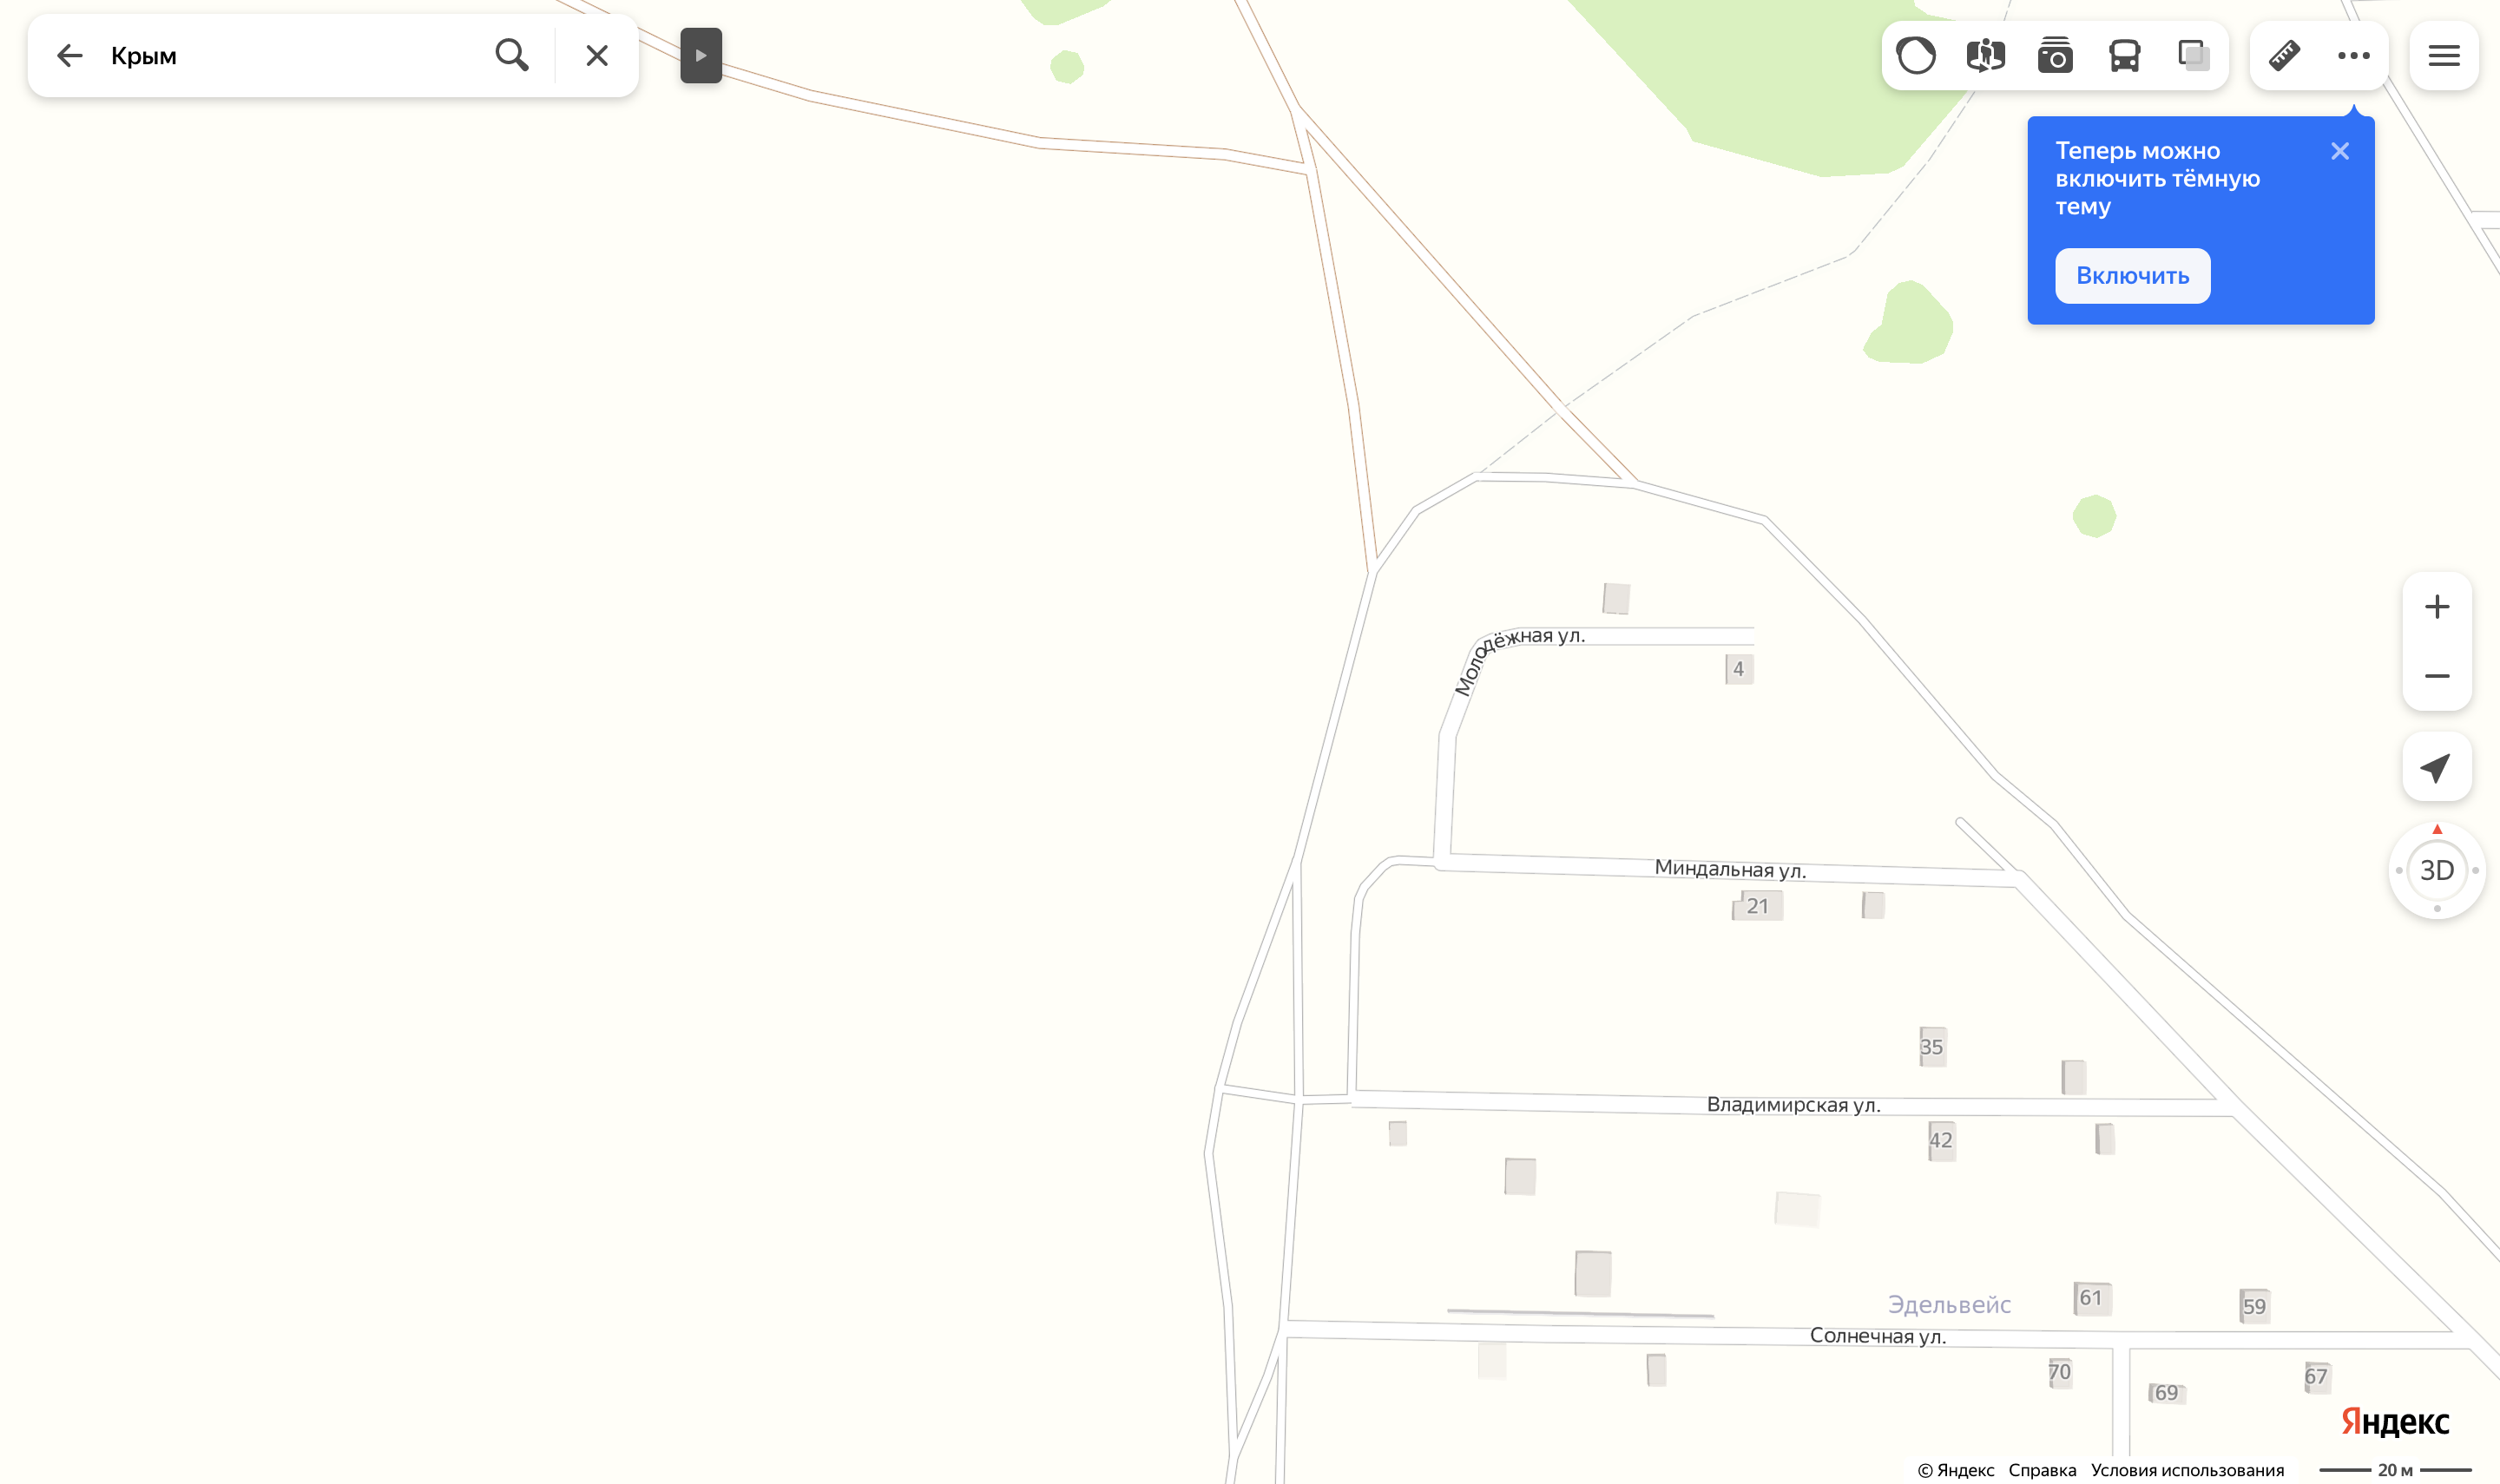 Крым
Теперь можно
включить тёмную
тему
Включить
Молодёжная ул.
4
3D
Миндальная ул.
21
35
Владимирская ул.
42
Эдельвейс
61
59
Солнечная ул.
70
69
67
Яндекс
© Яндекс Справка Условия использования 20 м